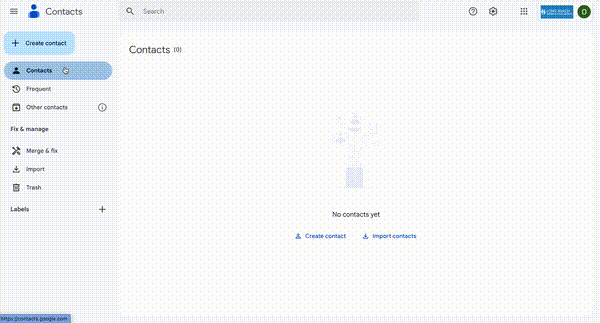 Contacts
Search
O
Create contact
Contacts
Frequent
Other contacts
Fix & manage
Merge & fix
Import
Trash
Labels
Contacts (0)
No contacts yet
Create contact
Import contacts
https://contacts.google.com